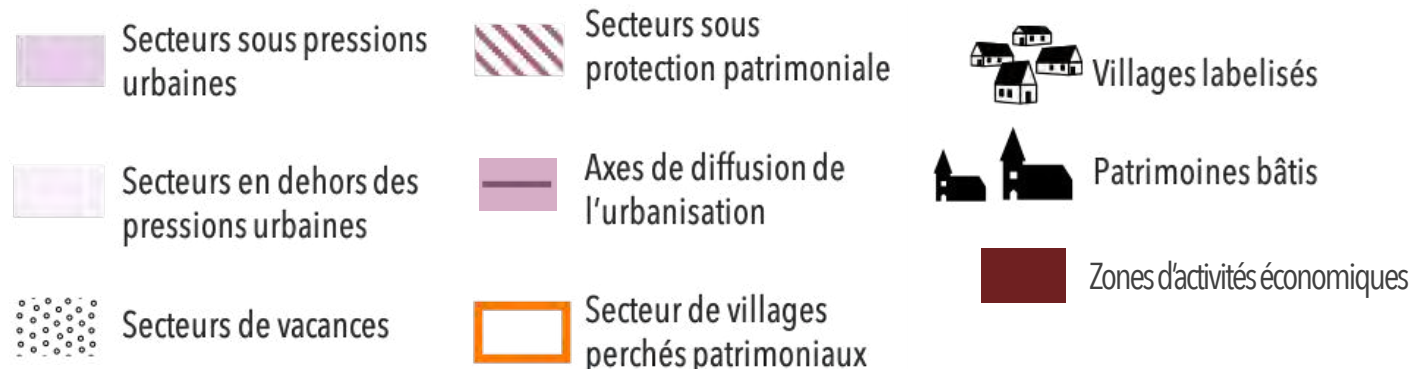 Secteurs sous pressions
urbaines
Secteurs en dehors des
pressions urbaines
Secteurs de vacances
Secteurs sous
protection patrimoniale
Axes de diffusion de
l'urbanisation
Secteur de villages
perchés patrimoniaux
Villages labelisés
Patrimoines bâtis
Zones d'activités économiques